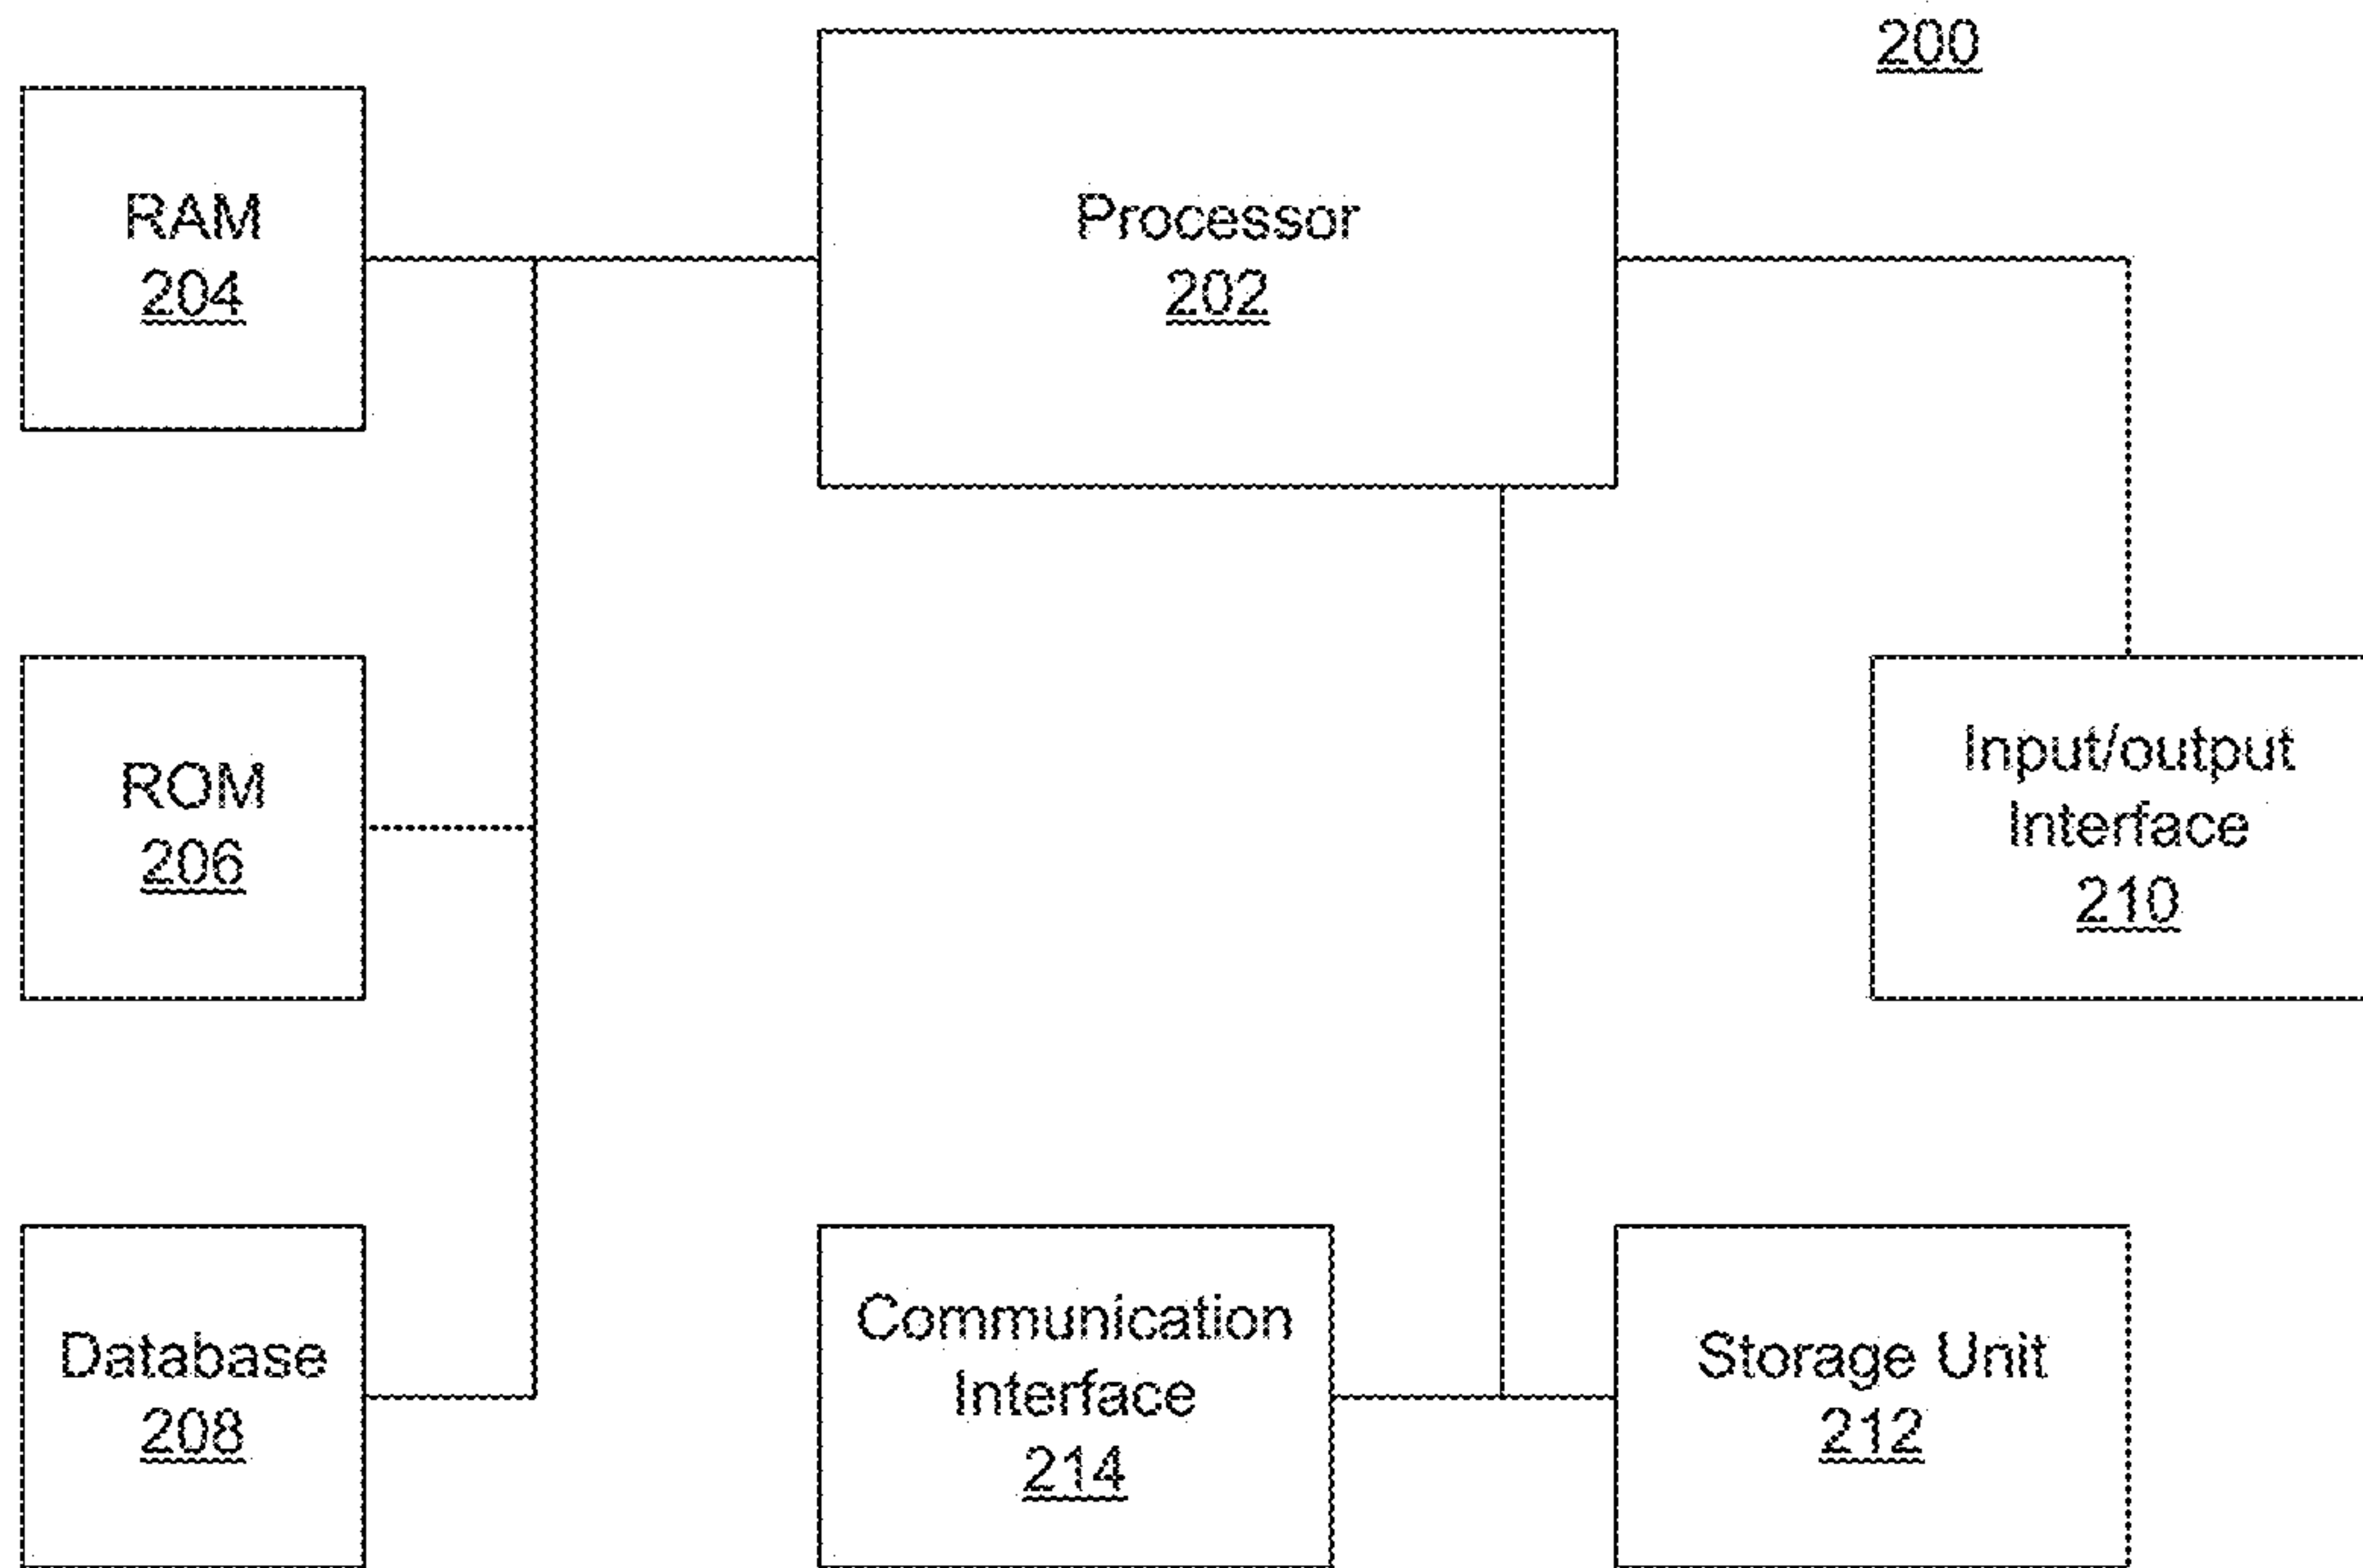 200
RAM
204
Processor
202
ROM
206
Input/output
Interface
210
Database
208
Communication
Interface
214
Storage Unit
212